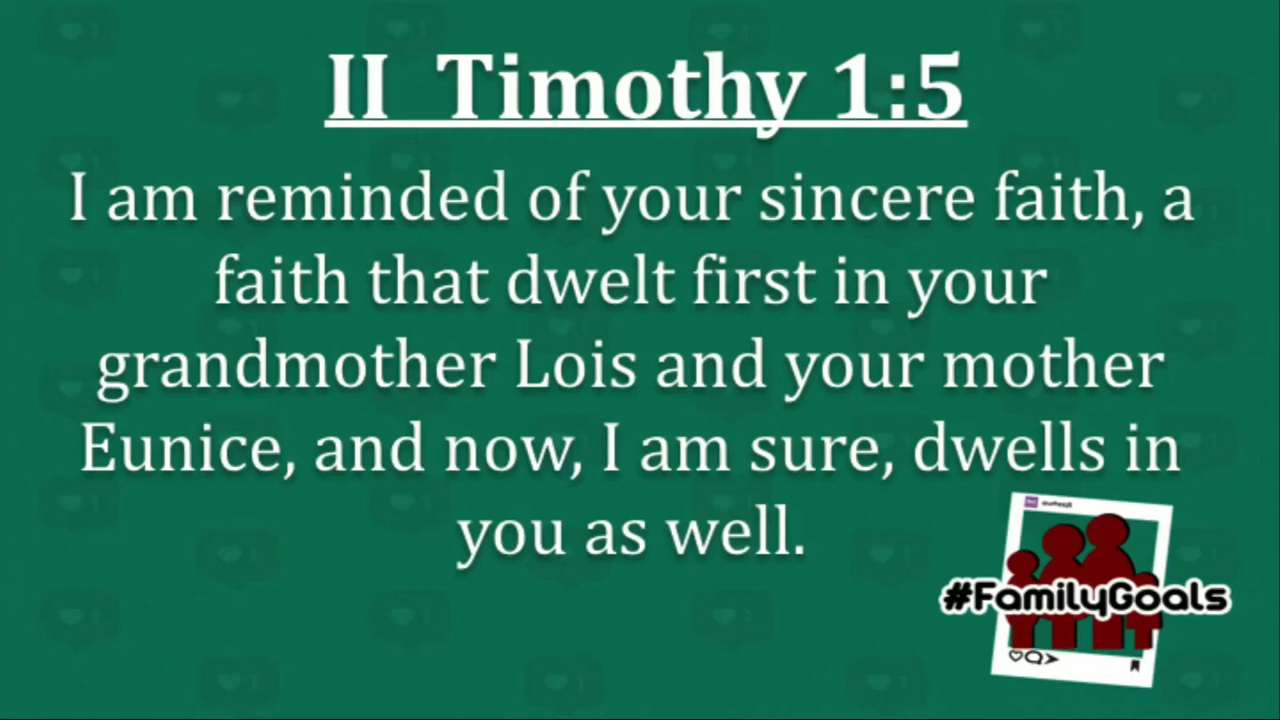 II Timothy 1:5
I am reminded of your sincere faith, a
faith that dwelt first in your
grandmother Lois and your mother
Eunice, and now, I am sure, dwells in
you as well.
#FamilyGoals